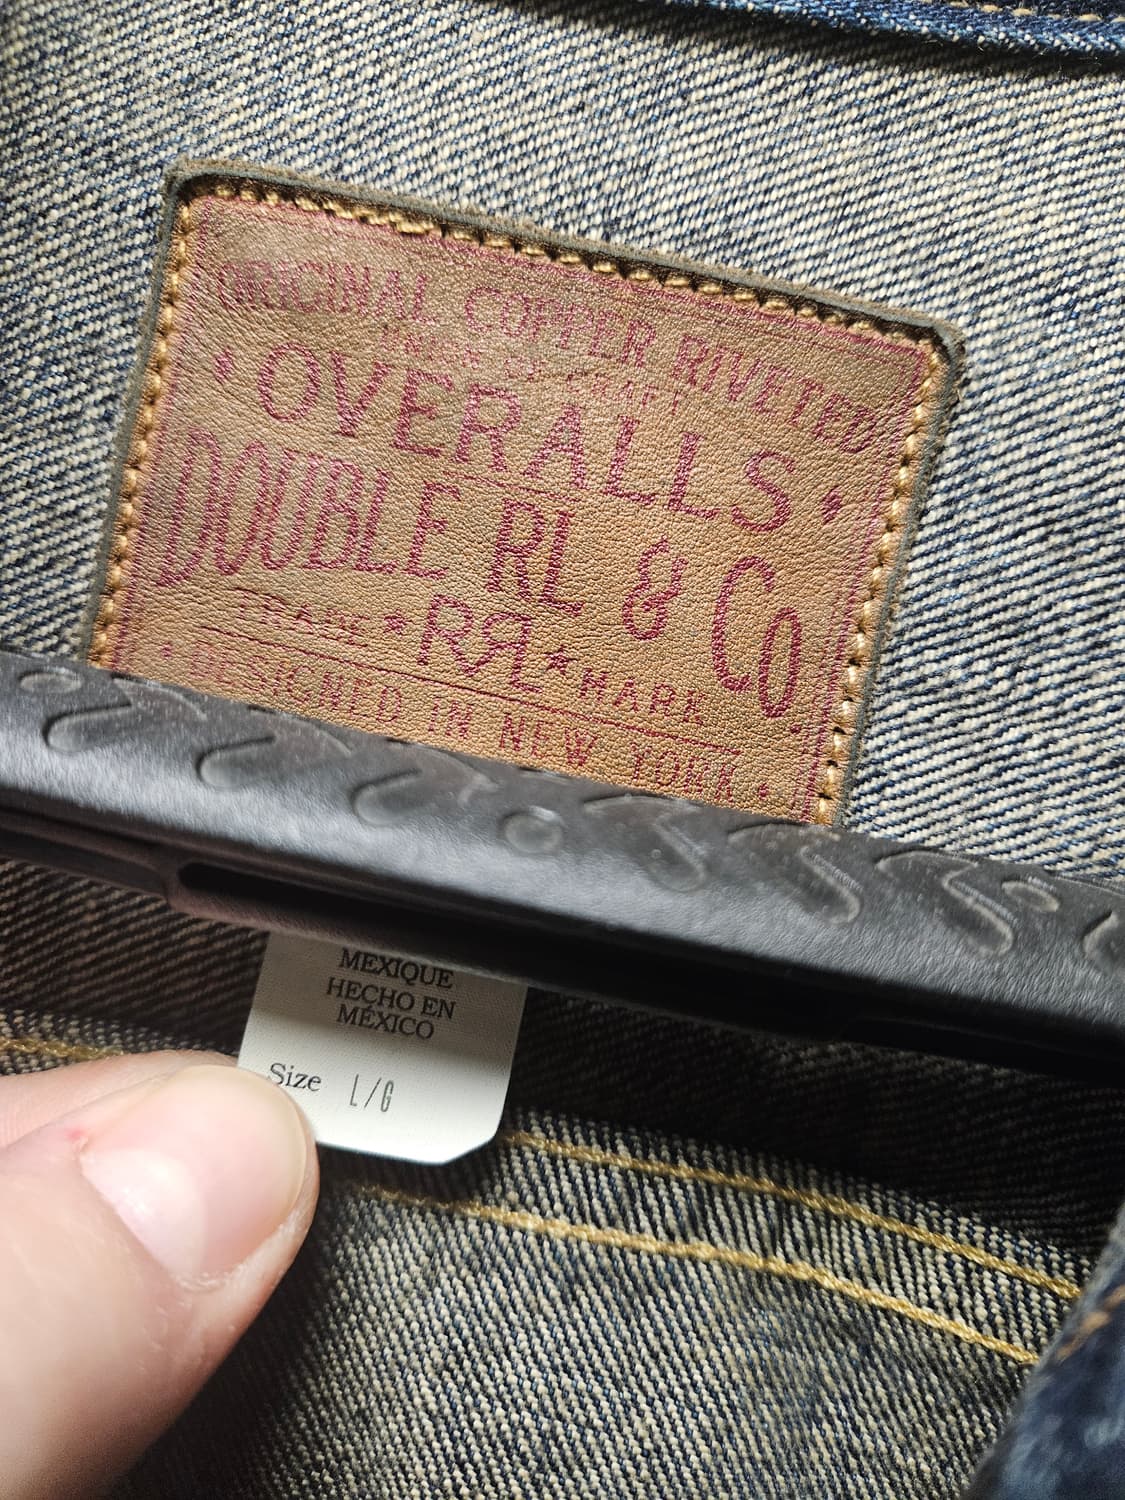 ORIGINAL COPPER RIVETED
OVERALLS
DOUBLE RL & Co.
TRADE *RRL* MARK
DESIGNED IN NEW YORK
MEXIQUE
HECHO EN
MÉXICO
Size L/G